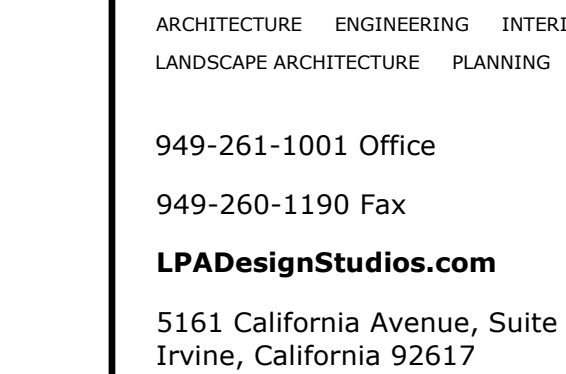 ARCHITECTURE ENGINEERING INTERI
LANDSCAPE ARCHITECTURE PLANNING
949-261-1001 Office
949-260-1190 Fax
LPADesignStudios.com
5161 California Avenue, Suite
Irvine, California 92617